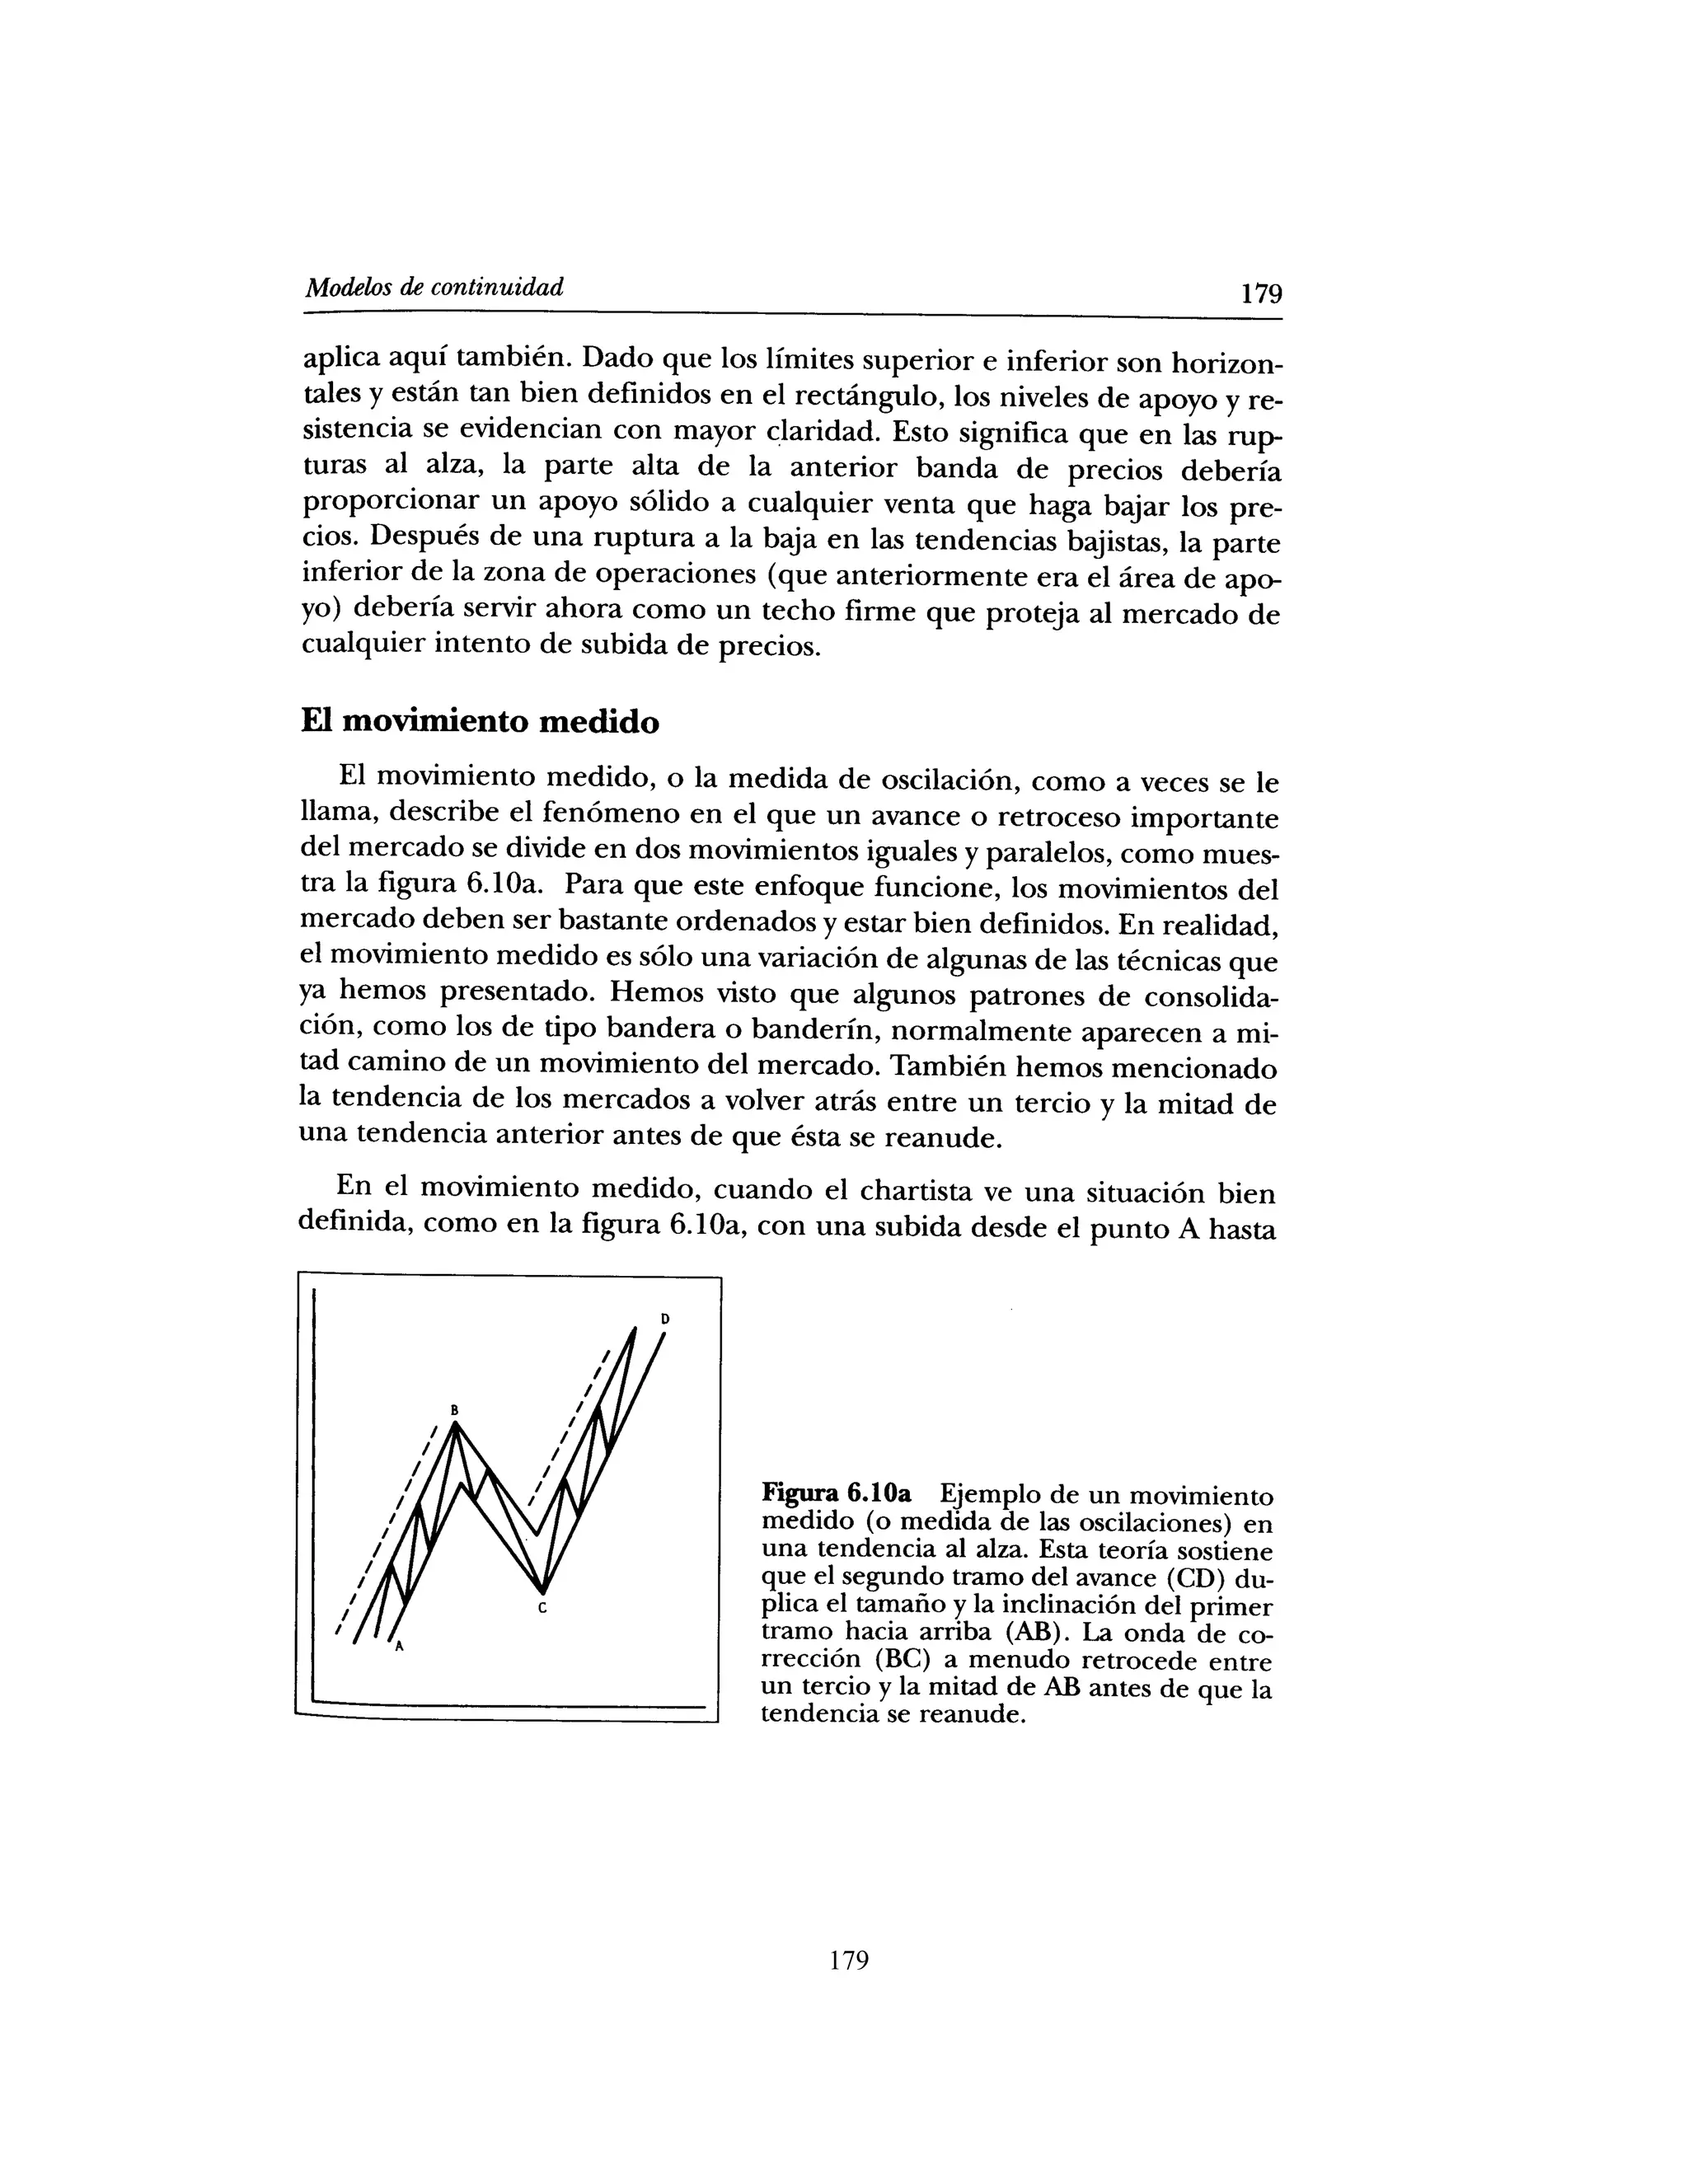 Modelos de continuidad 179
aplica aquí también. Dado que los límites superior e inferior son horizon-
tales y están tan bien definidos en el rectángulo, los niveles de apoyo y re-
sistencia se evidencian con mayor claridad. Esto significa que en las rup-
turas al alza, la parte alta de la anterior banda de precios debería
proporcionar un apoyo sólido a cualquier venta que haga bajar los pre-
cios. Después de una ruptura a la baja en las tendencias bajistas, la parte
inferior de la zona de operaciones (que anteriormente era el área de apo-
yo) debería servir ahora como un techo firme que proteja al mercado de
cualquier intento de subida de precios.
El movimiento medido
El movimiento medido, o la medida de oscilación, como a veces se le
llama, describe el fenómeno en el que un avance o retroceso importante
del mercado se divide en dos movimientos iguales y paralelos, como mues-
tra la figura 6.10a. Para que este enfoque funcione, los movimientos del
mercado deben ser bastante ordenados y estar bien definidos. En realidad,
el movimiento medido es sólo una variación de algunas de las técnicas que
ya hemos presentado. Hemos visto que algunos patrones de consolida-
ción, como los de tipo bandera o banderín, normalmente aparecen a mi-
tad camino de un movimiento del mercado. También hemos mencionado
la tendencia de los mercados a volver atrás entre un tercio y la mitad de
una tendencia anterior antes de que ésta se reanude.
En el movimiento medido, cuando el chartista ve una situación bien
definida, como en la figura 6.10a, con una subida desde el punto A hasta
D
B
C
A
Figura 6.10a Ejemplo de un movimiento
medido (o medida de las oscilaciones) en
una tendencia al alza. Esta teoría sostiene
que el segundo tramo del avance (CD) du-
plica el tamaño y la inclinación del primer
tramo hacia arriba (AB). La onda de co-
rrección (BC) a menudo retrocede entre
un tercio y la mitad de AB antes de que la
tendencia se reanude.
179